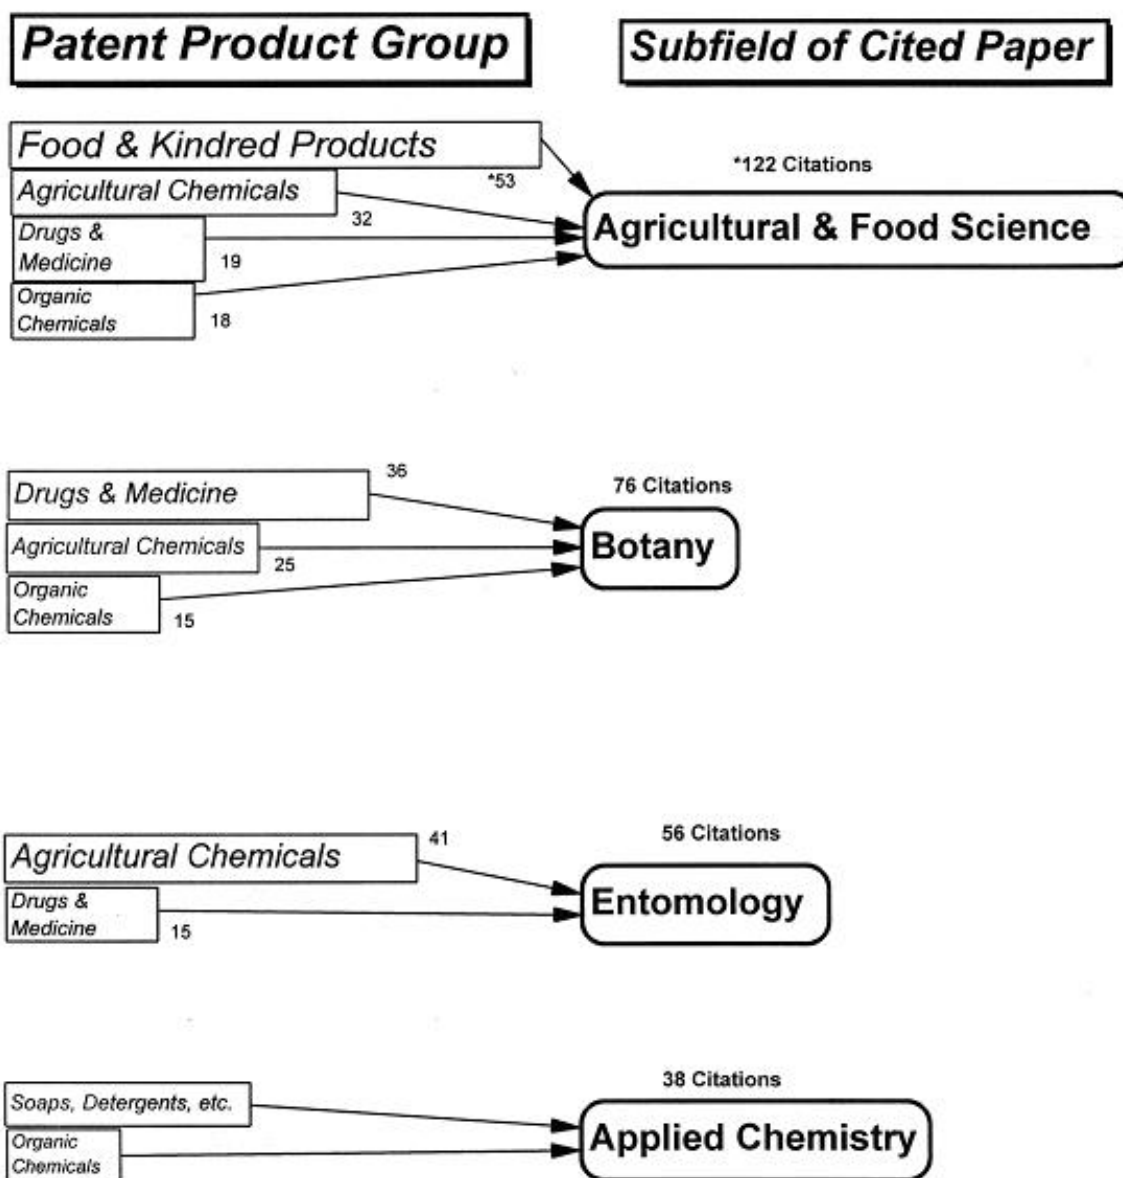 Patent Product Group
Subfield of Cited Paper
Food & Kindred Products
*53
*122 Citations
Agricultural Chemicals
32
Agricultural & Food Science
Drugs &
Medicine
19
Organic
Chemicals
18
Drugs & Medicine
36
76 Citations
Agricultural Chemicals
25
Botany
Organic
Chemicals
15
Agricultural Chemicals
41
56 Citations
Drugs &
Medicine
15
Entomology
Soaps, Detergents, etc.
38 Citations
Organic
Chemicals
Applied Chemistry